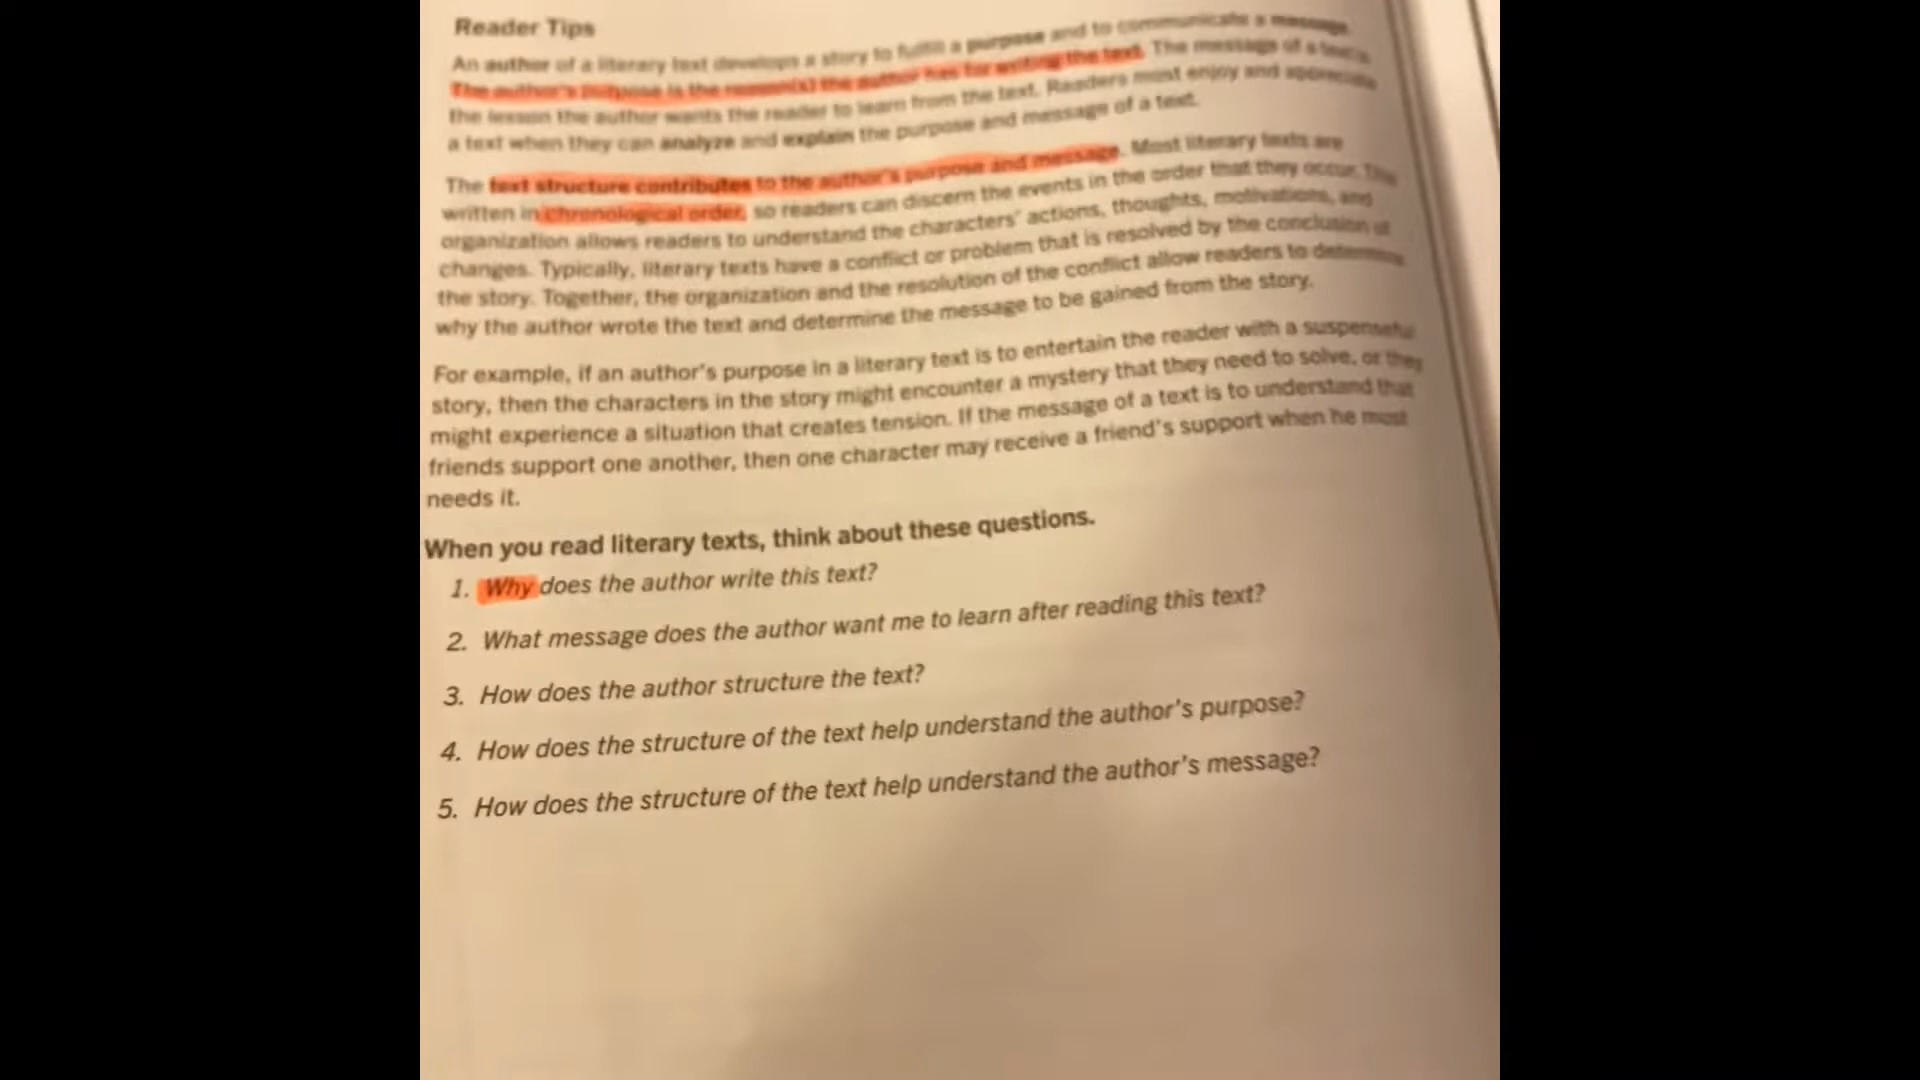 Reader Tips
An author of a literary text develops a story to fulfill a purpose and to communicate a message.
The author's purpose is the reason(s) the author has for writing the text. The message of a text is
the lesson the author wants the reader to learn from the text. Readers most enjoy and appreciate
a text when they can analyze and explain the purpose and message of a text.
The text structure contributes to the author's purpose and message. Most literary texts are
written in chronological order, so readers can discern the events in the order that they occur. This
organization allows readers to understand the characters' actions, thoughts, motivations, and
changes. Typically, literary texts have a conflict or problem that is resolved by the conclusion of
the story. Together, the organization and the resolution of the conflict allow readers to determine
why the author wrote the text and determine the message to be gained from the story.
For example, if an author's purpose in a literary text is to entertain the reader with a suspenseful
story, then the characters in the story might encounter a mystery that they need to solve, or they
might experience a situation that creates tension. If the message of a text is to understand that
friends support one another, then one character may receive a friend's support when he most
needs it.
When you read literary texts, think about these questions.
1. Why does the author write this text?
2. What message does the author want me to learn after reading this text?
3. How does the author structure the text?
4. How does the structure of the text help understand the author's purpose?
5. How does the structure of the text help understand the author's message?